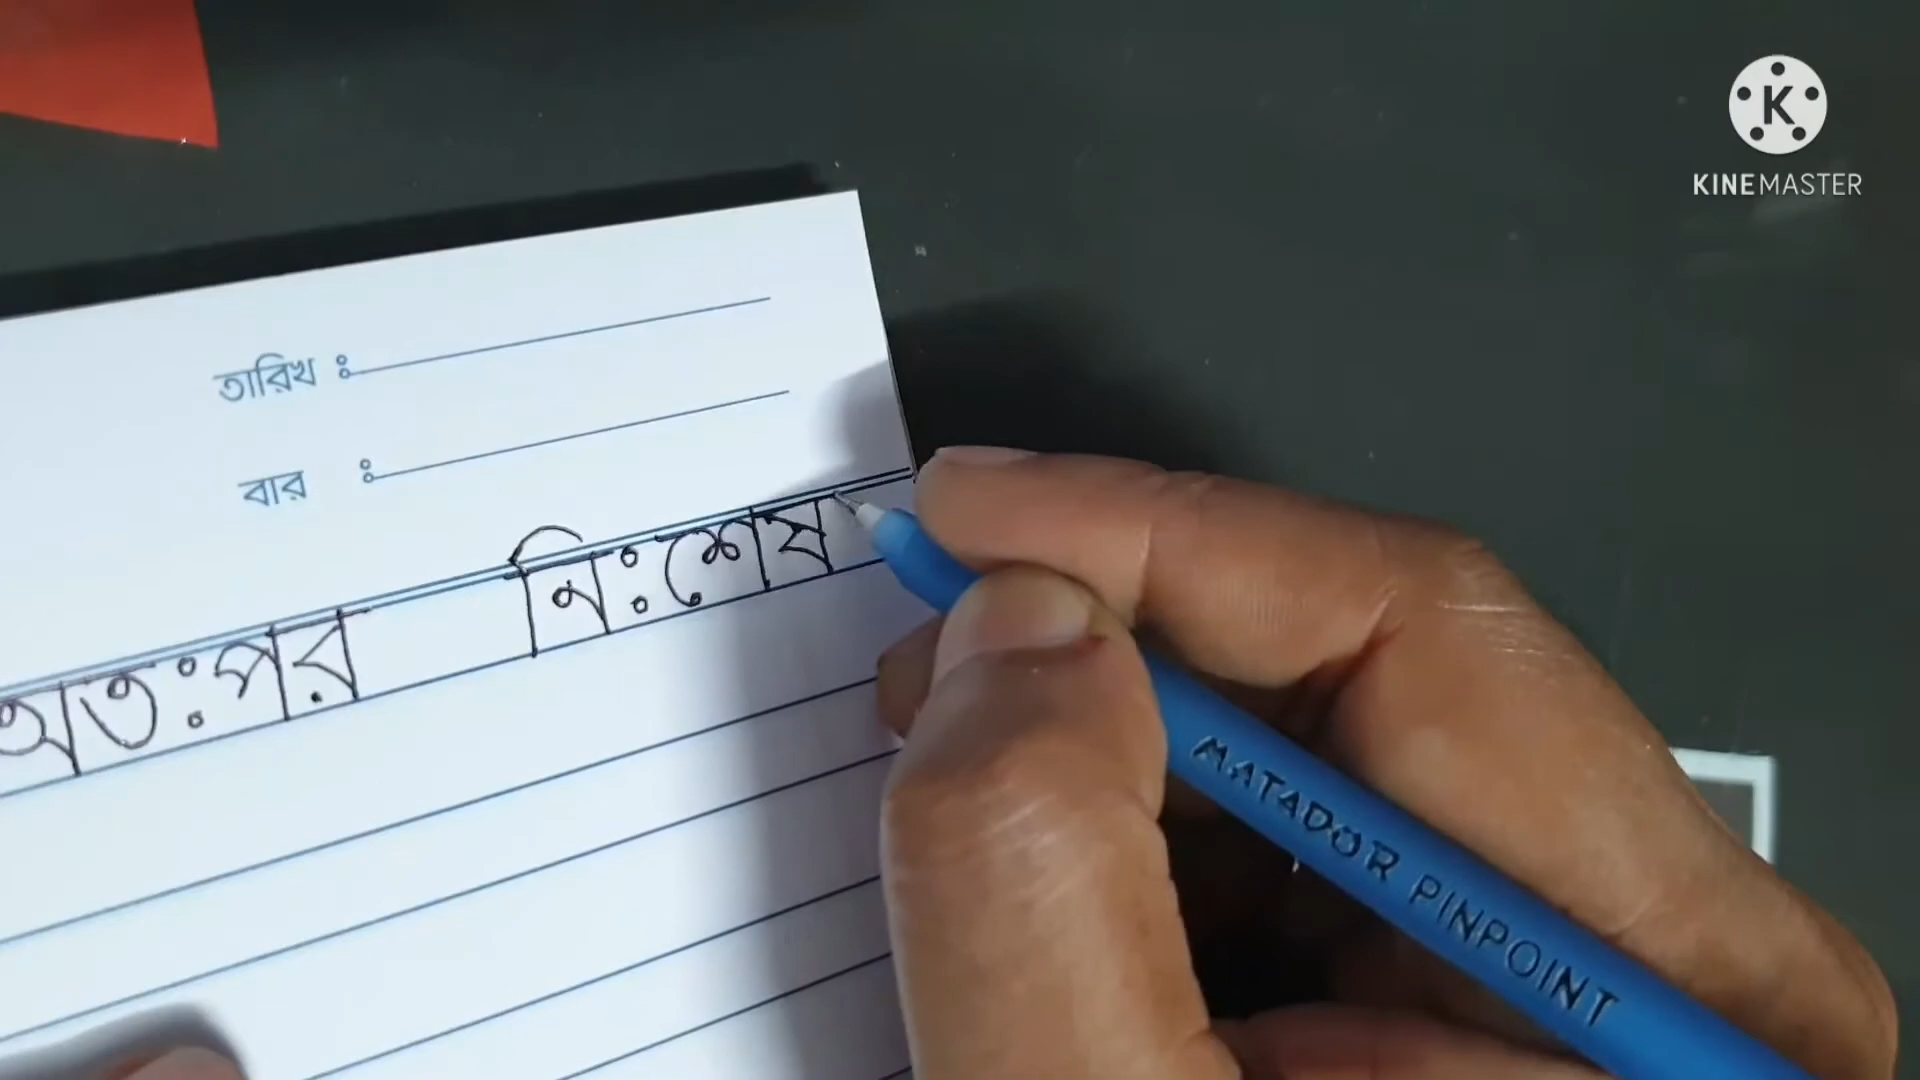 KINEMASTER
তারিখ ঃ
বার ঃ
অতঃপর নিঃশেষ
MATADOR PINPOINT